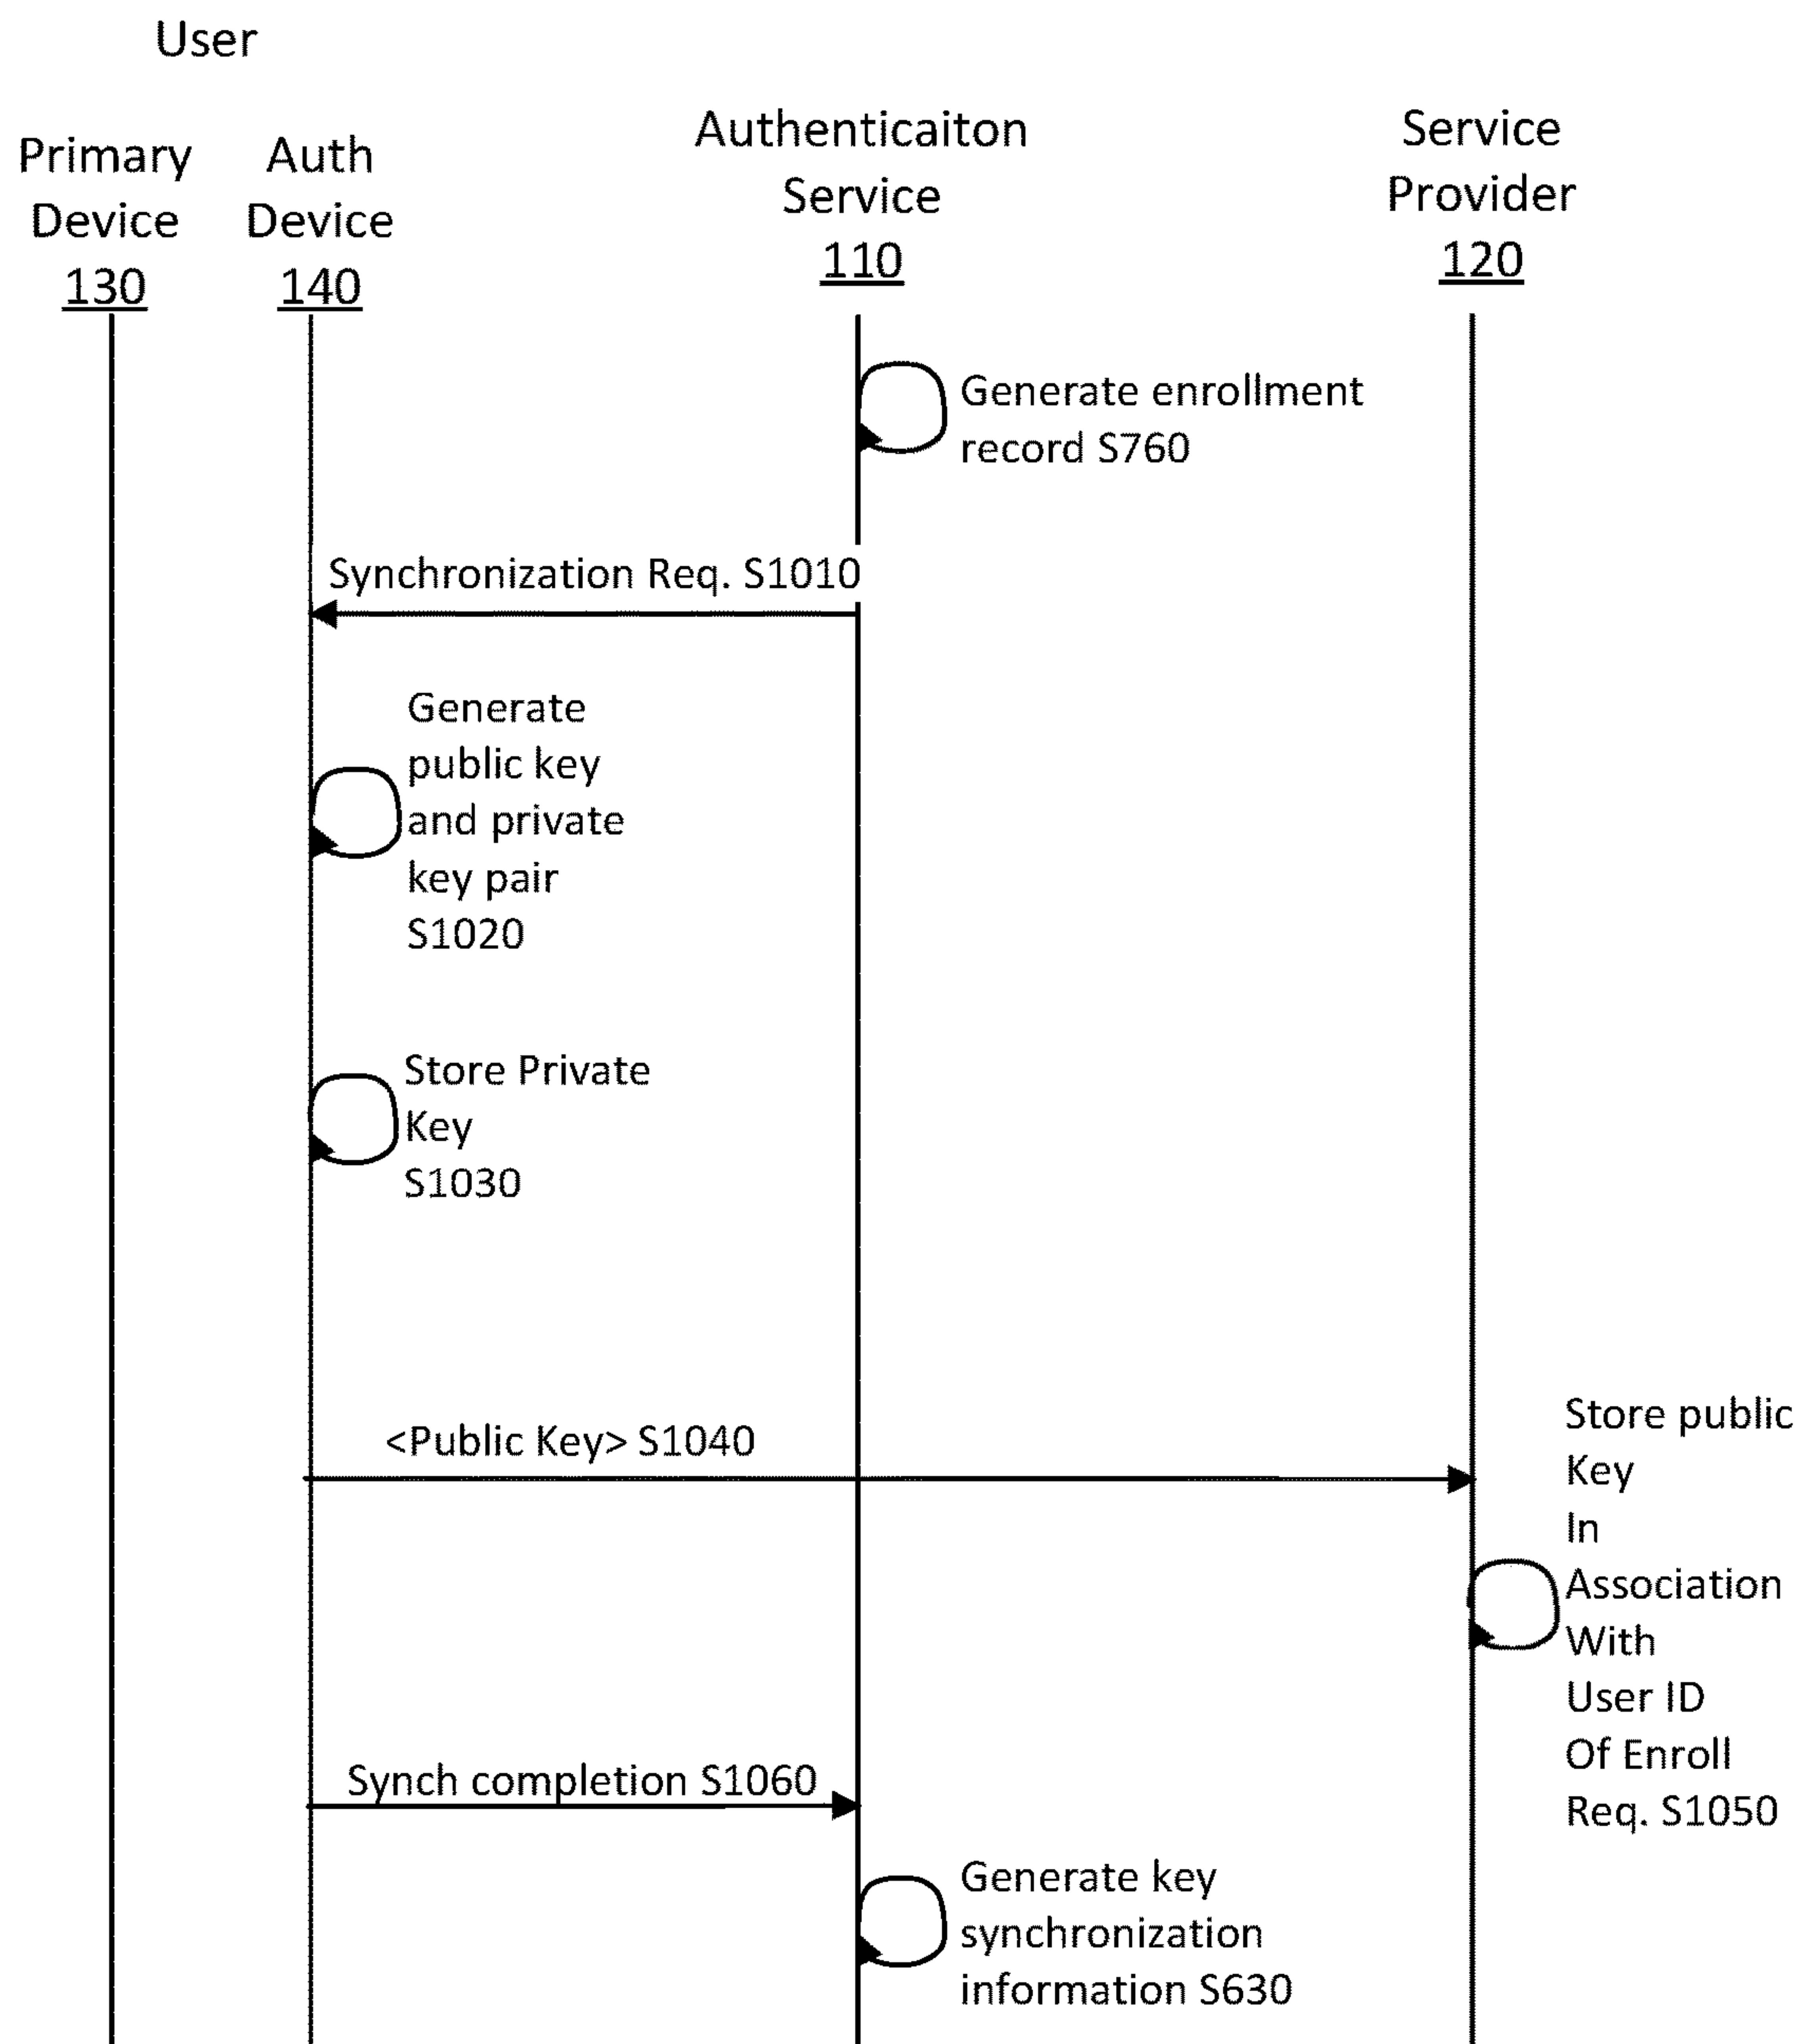 User
Primary
Device
130
Auth
Device
140
Authenticaiton
Service
110
Service
Provider
120
Generate enrollment
record S760
Synchronization Req. S1010
Generate
public key
and private
key pair
S1020
Store Private
Key
S1030
<Public Key> S1040
Store public
Key
In
Association
With
User ID
Of Enroll
Req. S1050
Synch completion S1060
Generate key
synchronization
information S630